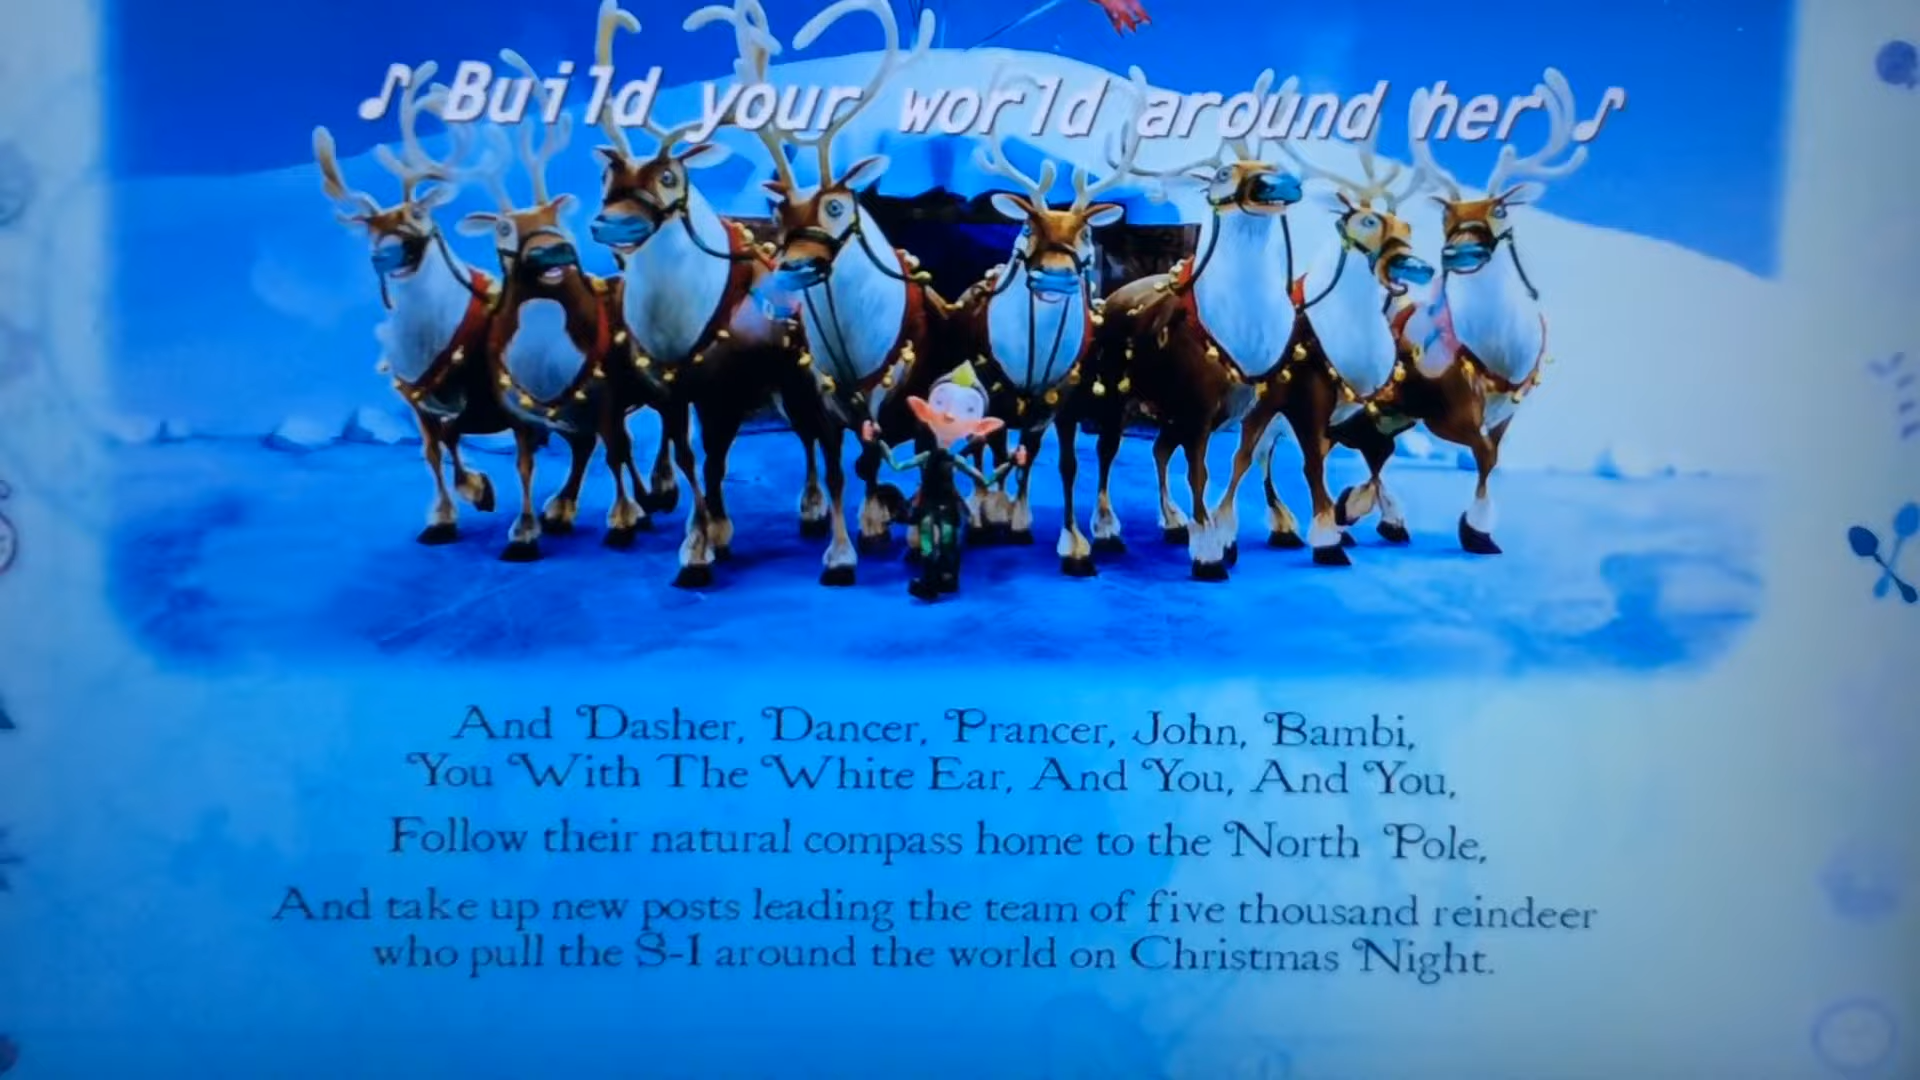 ♪ Build your world around her ♪
And Dasher, Dancer, Prancer, John, Bambi,
You With The White Ear, And You, And You,
Follow their natural compass home to the North Pole,
And take up new posts leading the team of five thousand reindeer
who pull the S-1 around the world on Christmas Night.